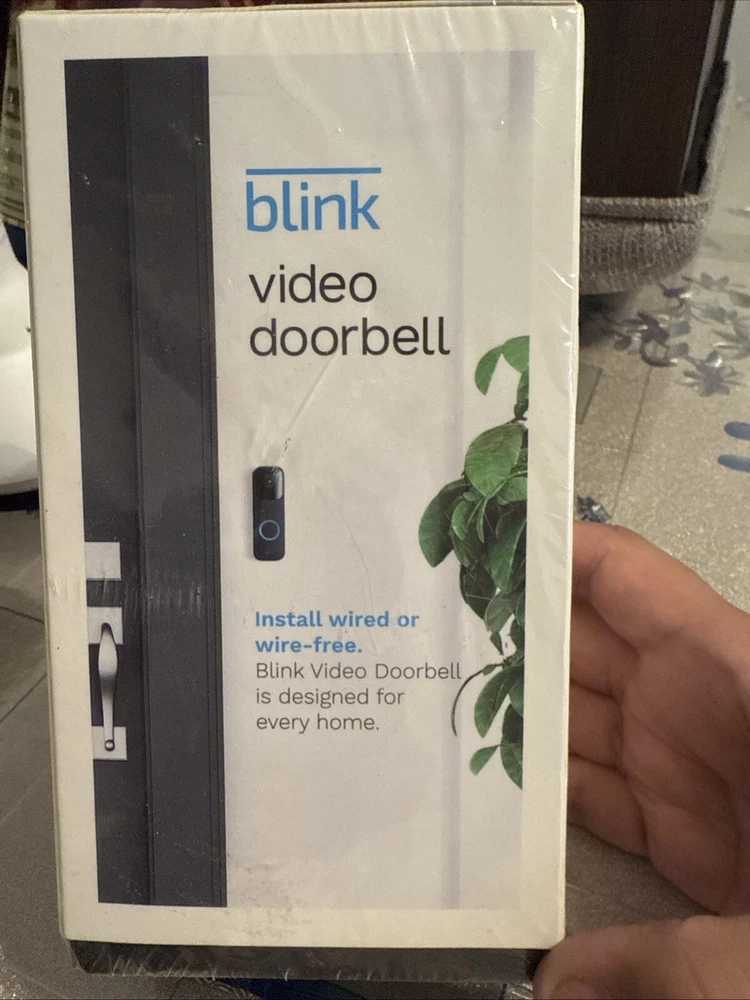 blink
video
doorbell
Install wired or
wire-free.
Blink Video Doorbell
is designed for
every home.